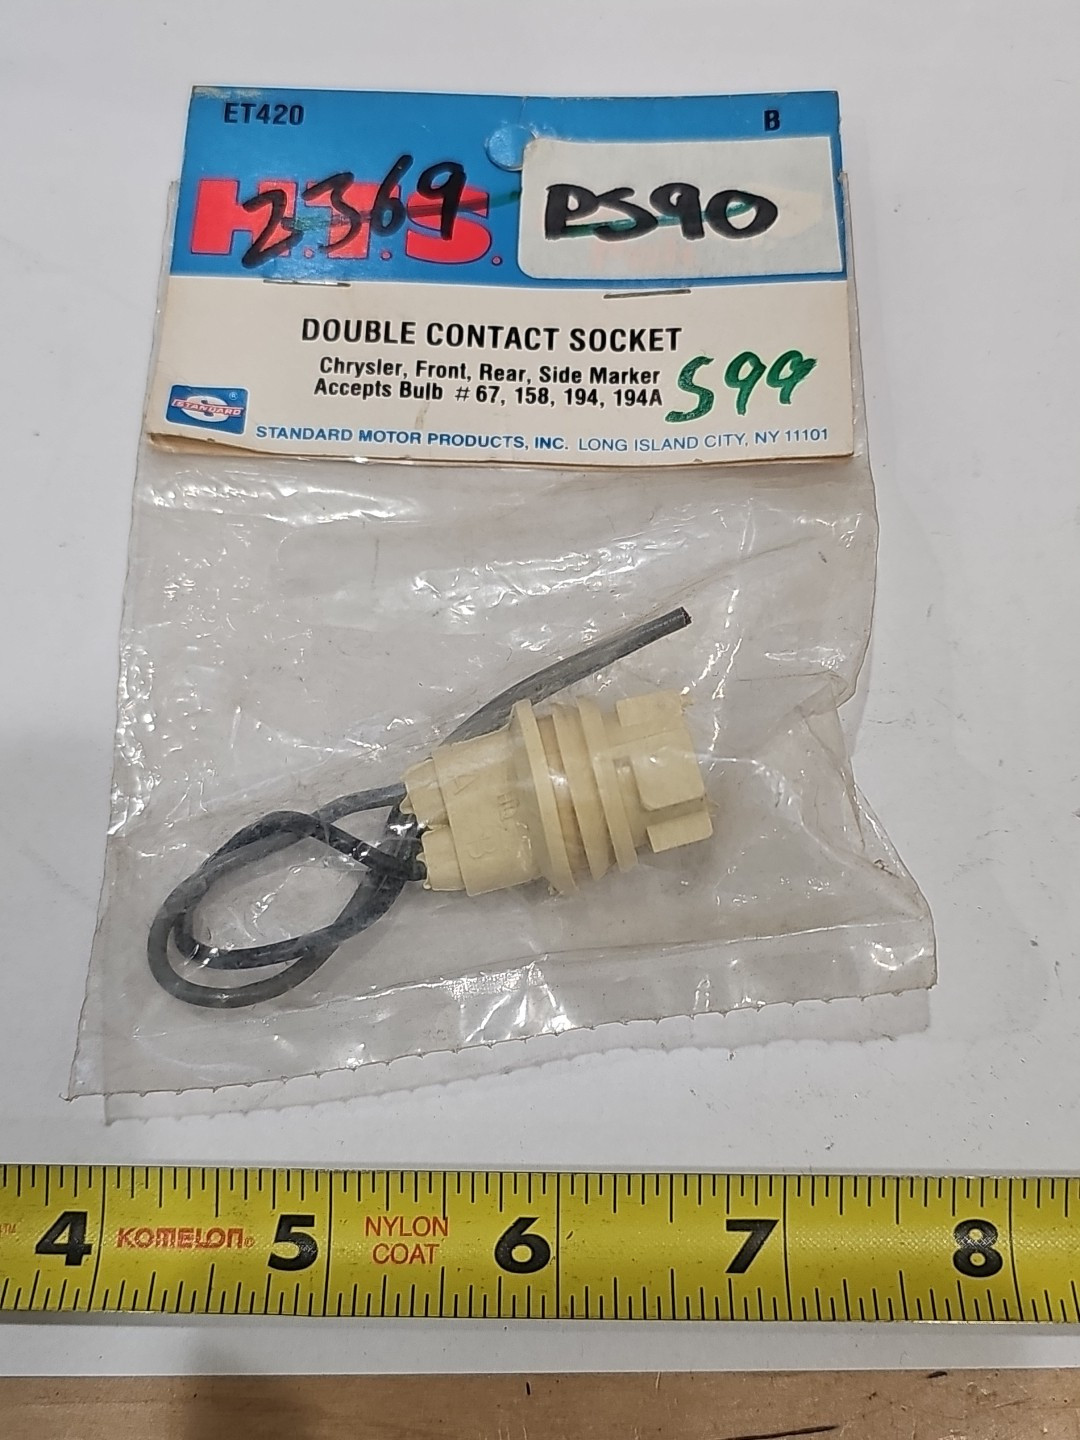 ET420 B
H.T.S.
2369
PS90
DOUBLE CONTACT SOCKET
Chrysler, Front, Rear, Side Marker
Accepts Bulb # 67, 158, 194, 194A
S99
STANDARD ®
STANDARD MOTOR PRODUCTS, INC. LONG ISLAND CITY, NY 11101
A
B
4 KOMELON® 5 NYLON COAT 6 7 8